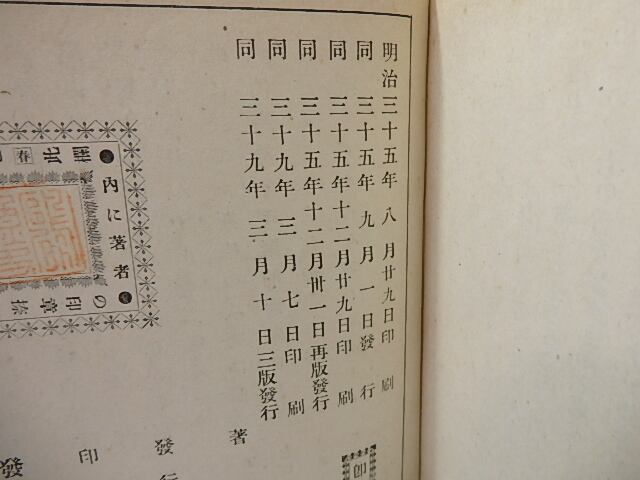 明治三十五年八月廿九日印刷
同三十五年九月一日發行
同三十五年十二月廿九日印刷
同三十五年十二月卅一日再版發行
同三十九年三月七日印刷
同三十九年三月十日三版發行
著
發行
印
發
●內に著者●
の印章